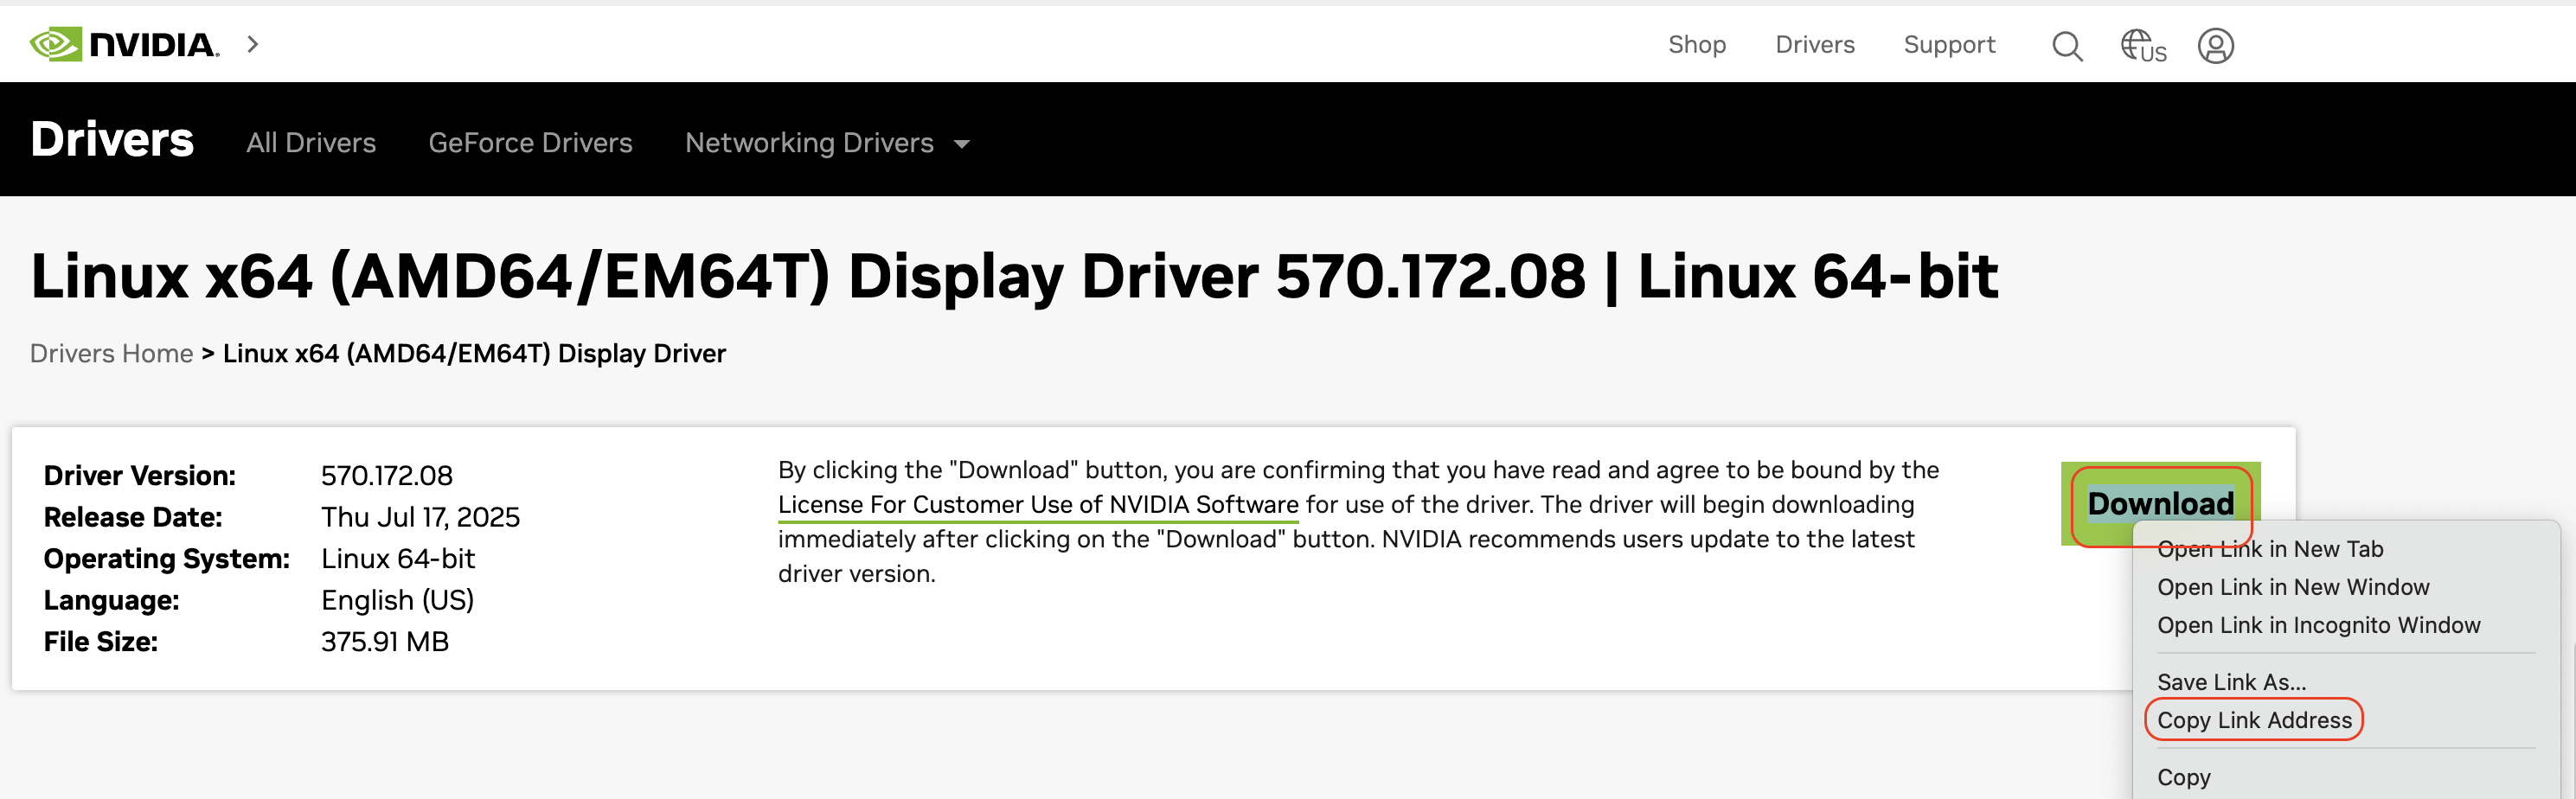 NVIDIA.
Shop
Drivers
Support
US
Drivers
All Drivers
GeForce Drivers
Networking Drivers
Linux x64 (AMD64/EM64T) Display Driver 570.172.08 | Linux 64-bit
Drivers Home > Linux x64 (AMD64/EM64T) Display Driver
Driver Version: 570.172.08
Release Date: Thu Jul 17, 2025
Operating System: Linux 64-bit
Language: English (US)
File Size: 375.91 MB
By clicking the "Download" button, you are confirming that you have read and agree to be bound by the
License For Customer Use of NVIDIA Software for use of the driver. The driver will begin downloading
immediately after clicking on the "Download" button. NVIDIA recommends users update to the latest
driver version.
Download
Open Link in New Tab
Open Link in New Window
Open Link in Incognito Window
Save Link As...
Copy Link Address
Copy